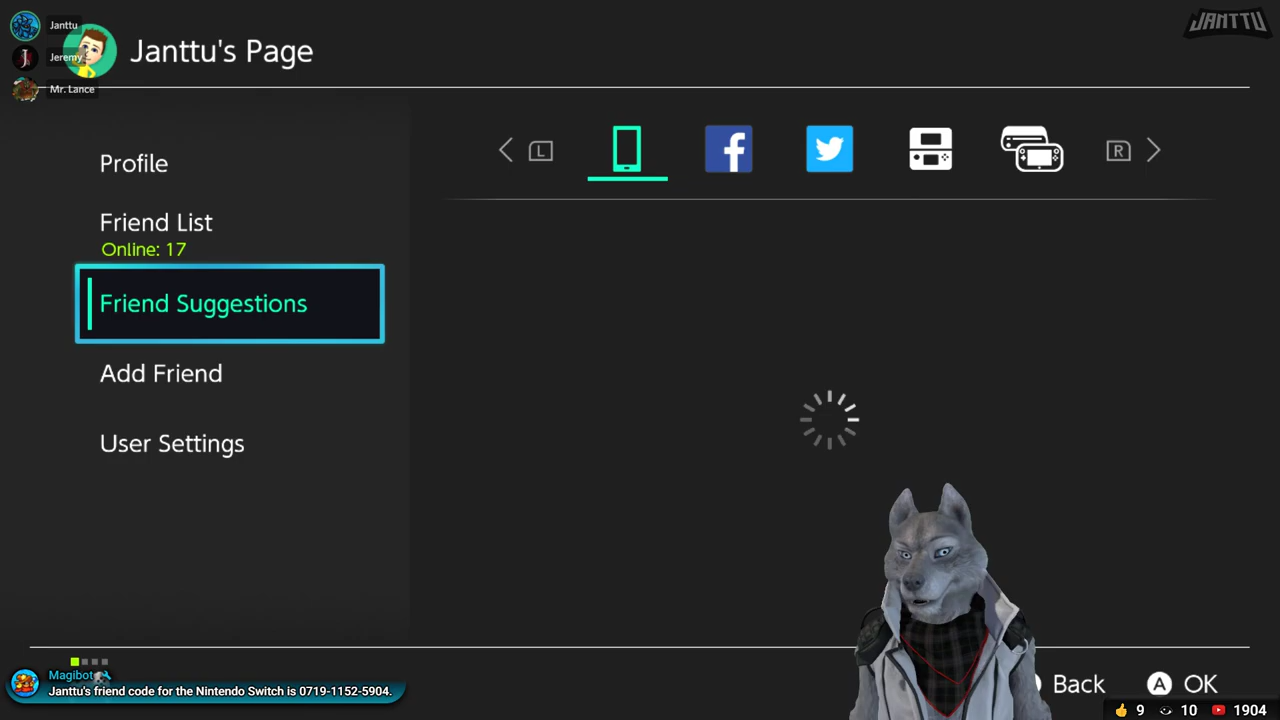 Janttu
Jeremy
Mr. Lance
Janttu's Page
JANTTU
Profile
Friend List
Online: 17
Friend Suggestions
Add Friend
User Settings
L
R
Magibot
Janttu's friend code for the Nintendo Switch is 0719-1152-5904.
Back
A OK
9 10 1904